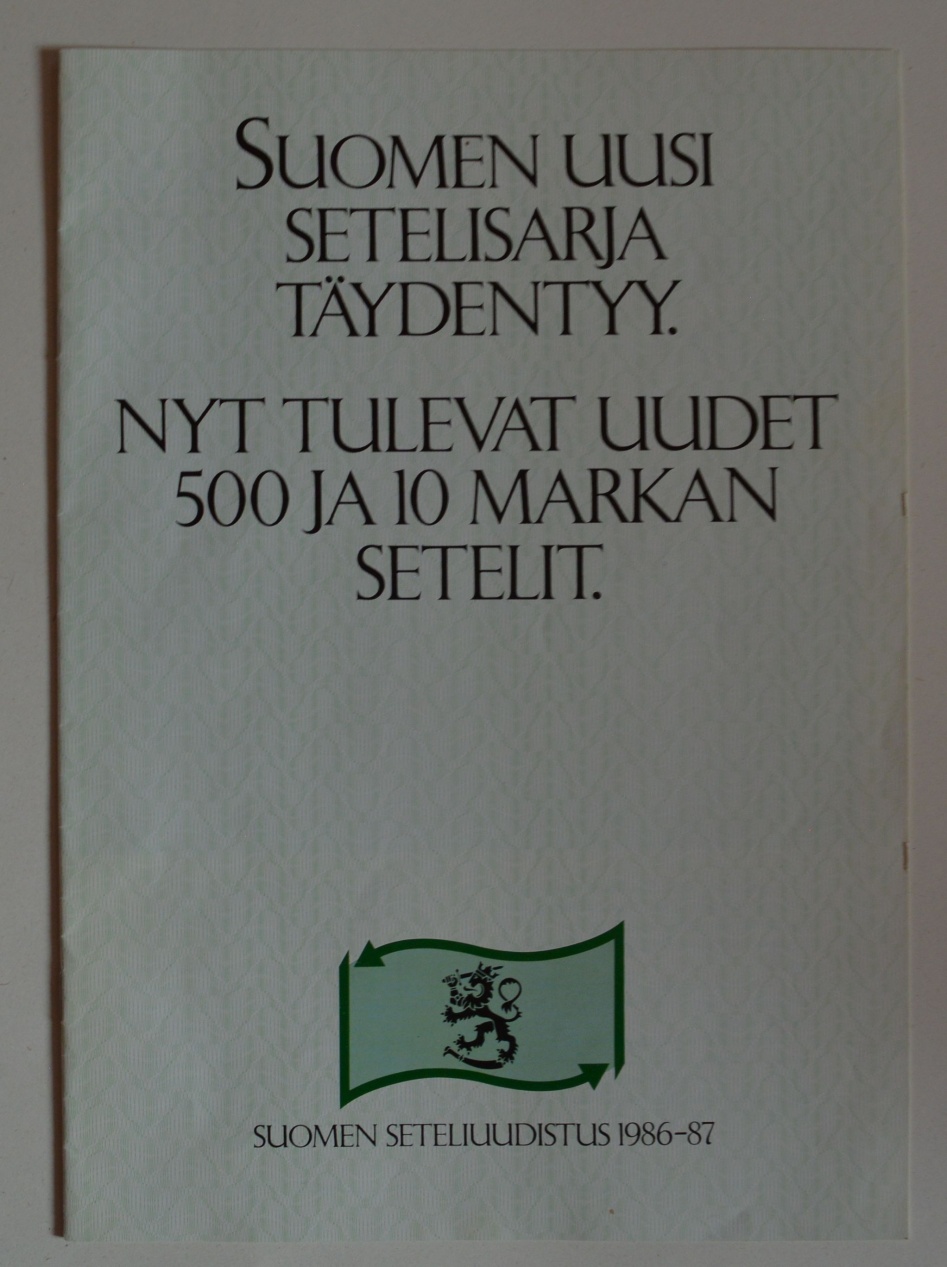 SUOMEN UUSI
SETELISARJA
TÄYDENTYY.
NYT TULEVAT UUDET
500 JA 10 MARKAN
SETELIT.
SUOMEN SETELIUUDISTUS 1986-87